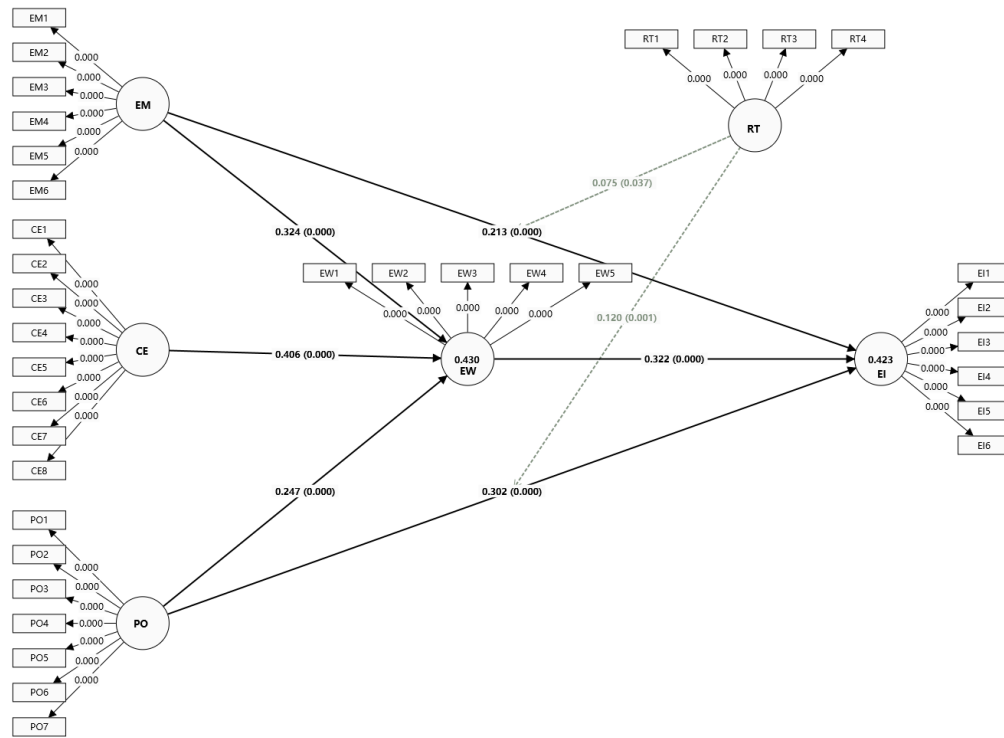 EM1
EM2
EM3
EM4
EM5
EM6
0.000
0.000
0.000
0.000
0.000
0.000
EM
RT1
RT2
RT3
RT4
0.000
0.000
0.000
0.000
RT
0.075 (0.037)
0.324 (0.000)
0.213 (0.000)
0.120 (0.001)
CE1
CE2
CE3
CE4
CE5
CE6
CE7
CE8
0.000
0.000
0.000
0.000
0.000
0.000
0.000
0.000
CE
0.406 (0.000)
EW1
EW2
EW3
EW4
EW5
0.000
0.000
0.000
0.000
0.000
0.430
EW
0.322 (0.000)
0.423
EI
0.000
0.000
0.000
0.000
0.000
0.000
EI1
EI2
EI3
EI4
EI5
EI6
0.247 (0.000)
0.302 (0.000)
PO1
PO2
PO3
PO4
PO5
PO6
PO7
0.000
0.000
0.000
0.000
0.000
0.000
0.000
PO